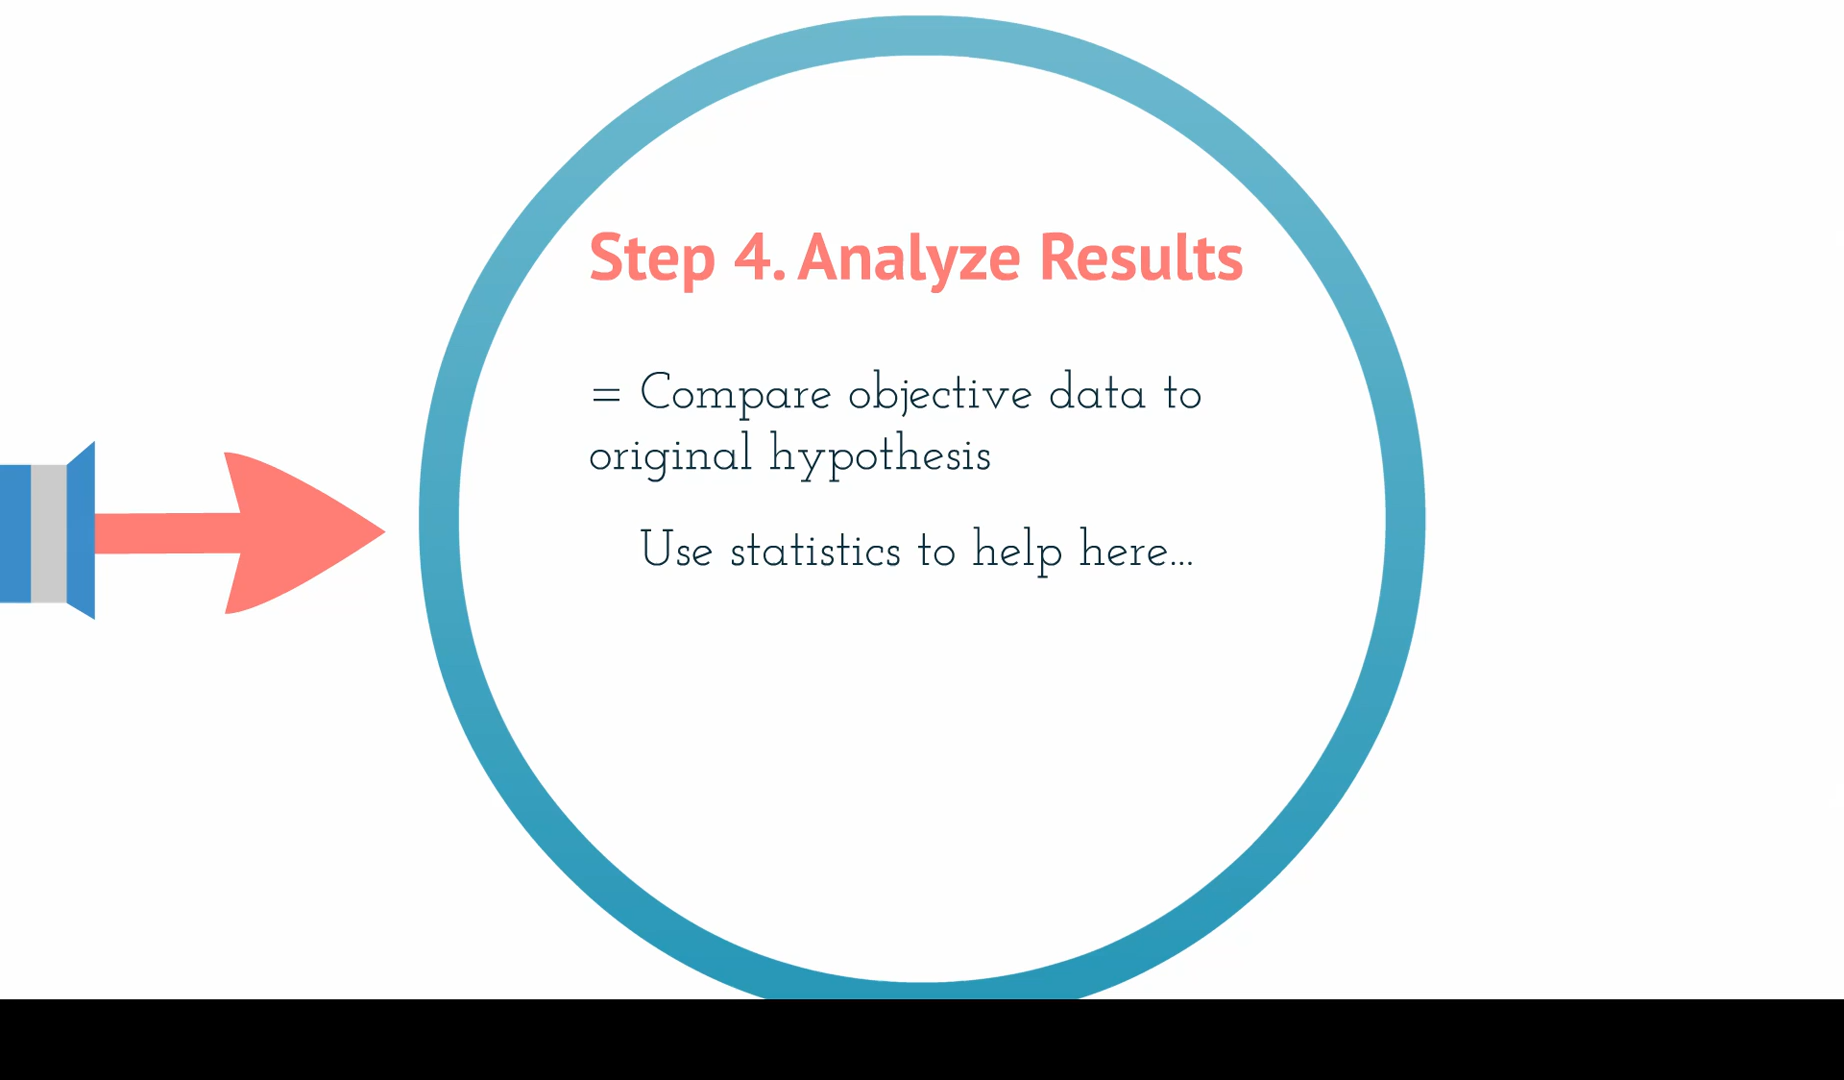 Step 4. Analyze Results
= Compare objective data to
original hypothesis
Use statistics to help here...